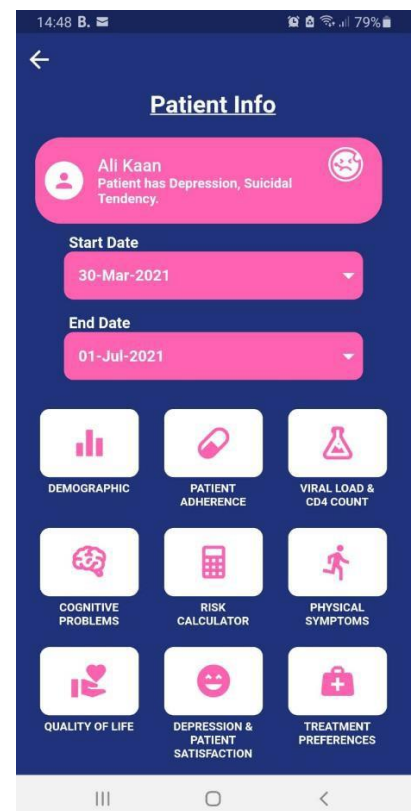 14:48 B. 79%
Patient Info
Ali Kaan
Patient has Depression, Suicidal
Tendency.
Start Date
30-Mar-2021
End Date
01-Jul-2021
DEMOGRAPHIC
PATIENT
ADHERENCE
VIRAL LOAD &
CD4 COUNT
COGNITIVE
PROBLEMS
RISK
CALCULATOR
PHYSICAL
SYMPTOMS
QUALITY OF LIFE
DEPRESSION &
PATIENT
SATISFACTION
TREATMENT
PREFERENCES